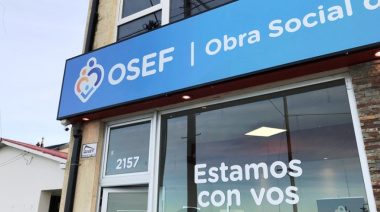 OSEF | Obra Social d
2157
Estamos
con vos